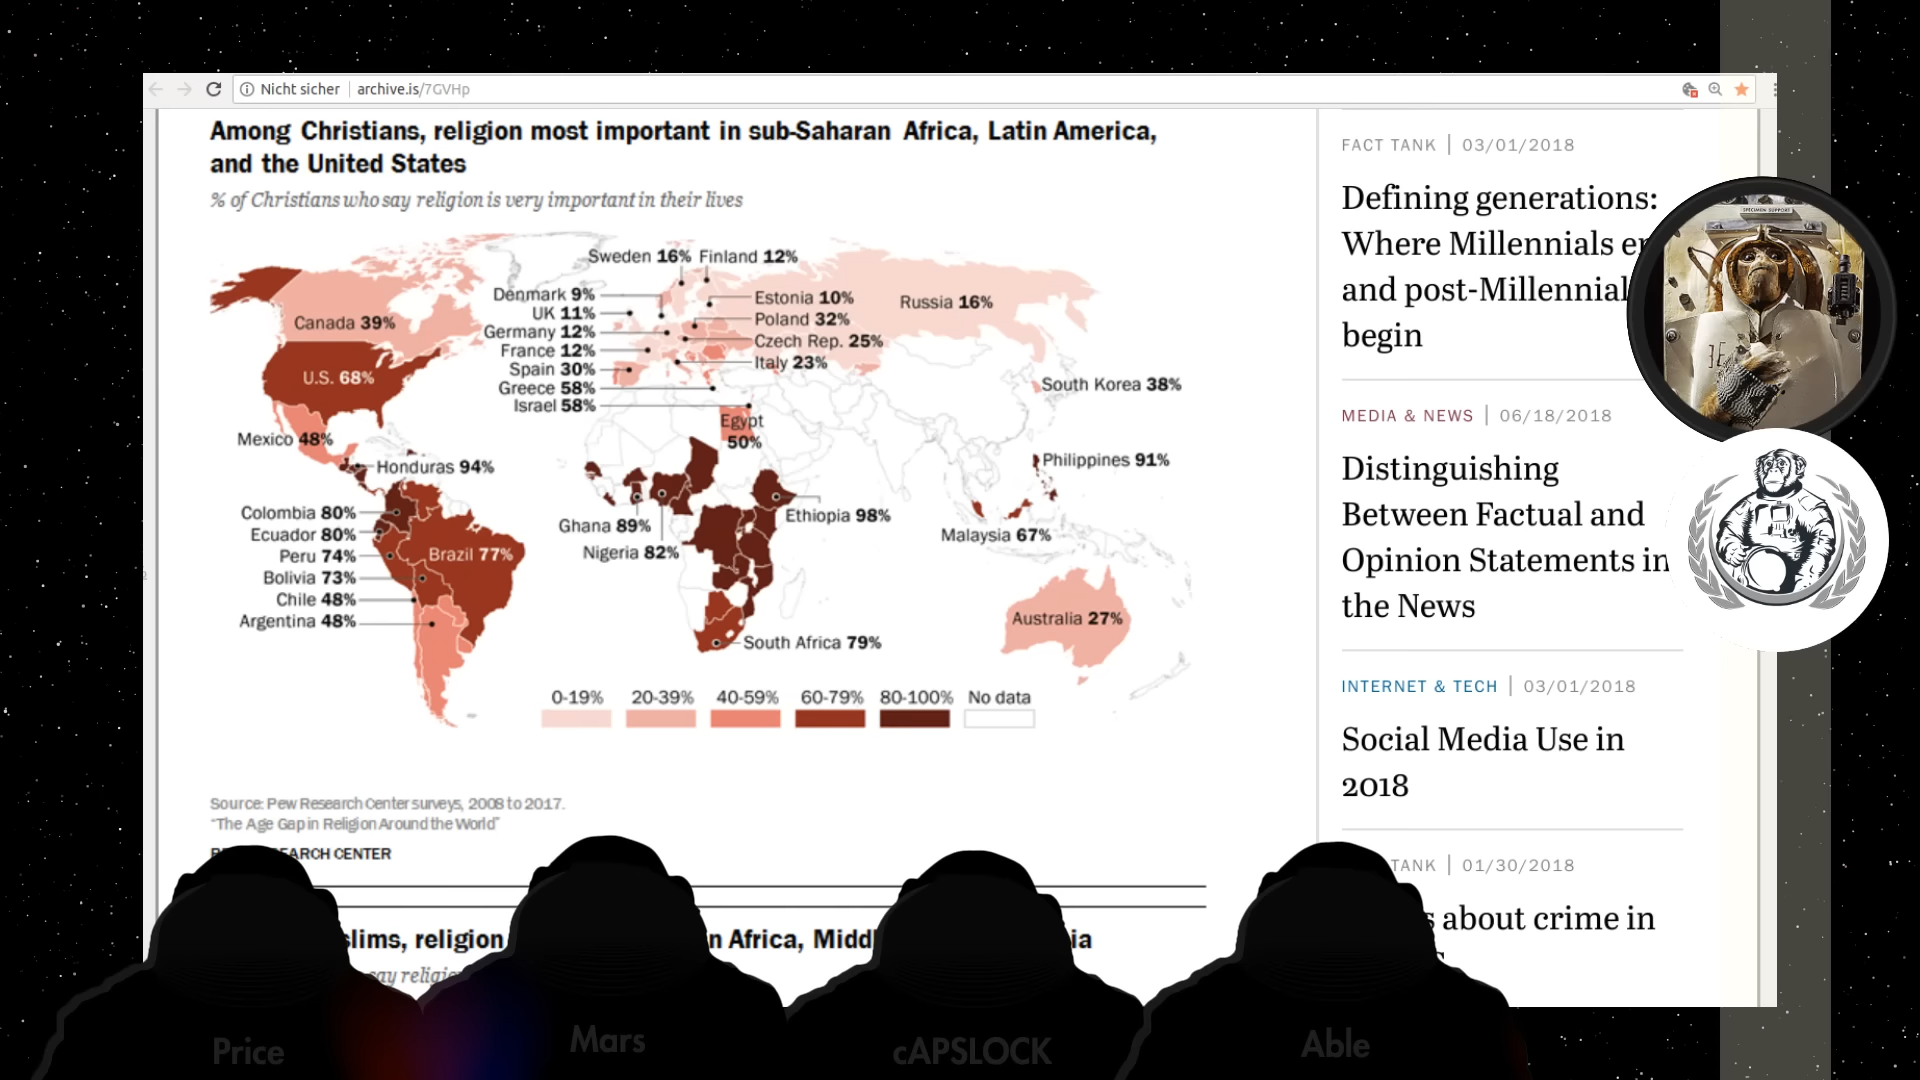 Nicht sicher archive.is/7GVHp
Among Christians, religion most important in sub-Saharan Africa, Latin America,
and the United States
% of Christians who say religion is very important in their lives
Sweden 16% Finland 12%
Denmark 9%
UK 11%
Germany 12%
France 12%
Spain 30%
Greece 58%
Israel 58%
Estonia 10%
Poland 32%
Czech Rep. 25%
Italy 23%
Russia 16%
Canada 39%
U.S. 68%
Mexico 48%
Honduras 94%
Egypt
50%
South Korea 38%
Philippines 91%
Colombia 80%
Ecuador 80%
Peru 74%
Bolivia 73%
Chile 48%
Argentina 48%
Brazil 77%
Ghana 89%
Nigeria 82%
Ethiopia 98%
Malaysia 67%
Australia 27%
South Africa 79%
0-19% 20-39% 40-59% 60-79% 80-100% No data
Source: Pew Research Center surveys, 2008 to 2017.
"The Age Gap in Religion Around the World"
ARCH CENTER
slims, religion n Africa, Midd ia
say religi
FACT TANK | 03/01/2018
Defining generations:
Where Millennials
and post-Millennial
begin
MEDIA & NEWS | 06/18/2018
Distinguishing
Between Factual and
Opinion Statements in
the News
INTERNET & TECH | 03/01/2018
Social Media Use in
2018
TANK | 01/30/2018
s about crime in
SPECIMEN SUPPORT
Price
Mars
cAPSLOCK
Able